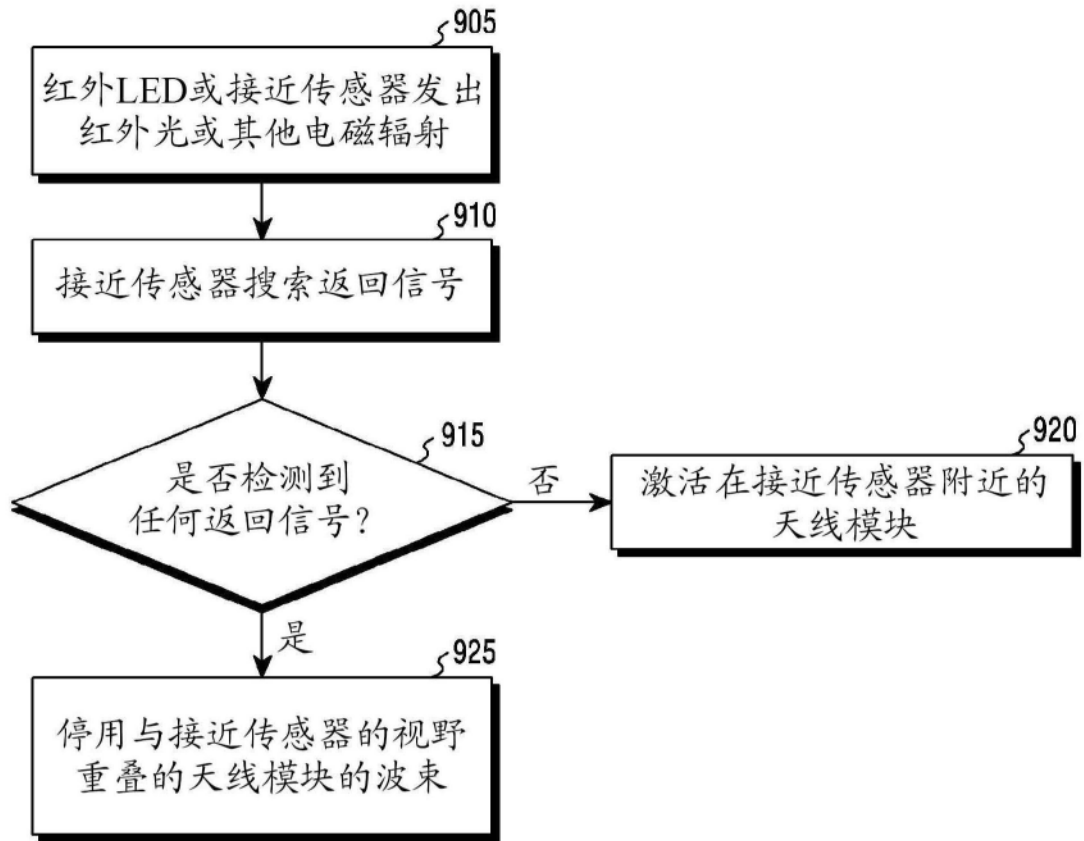 905
红外LED或接近传感器发出
红外光或其他电磁辐射
910
接近传感器搜索返回信号
915
是否检测到
任何返回信号?
否
920
激活在接近传感器附近的
天线模块
是
925
停用与接近传感器的视野
重叠的天线模块的波束